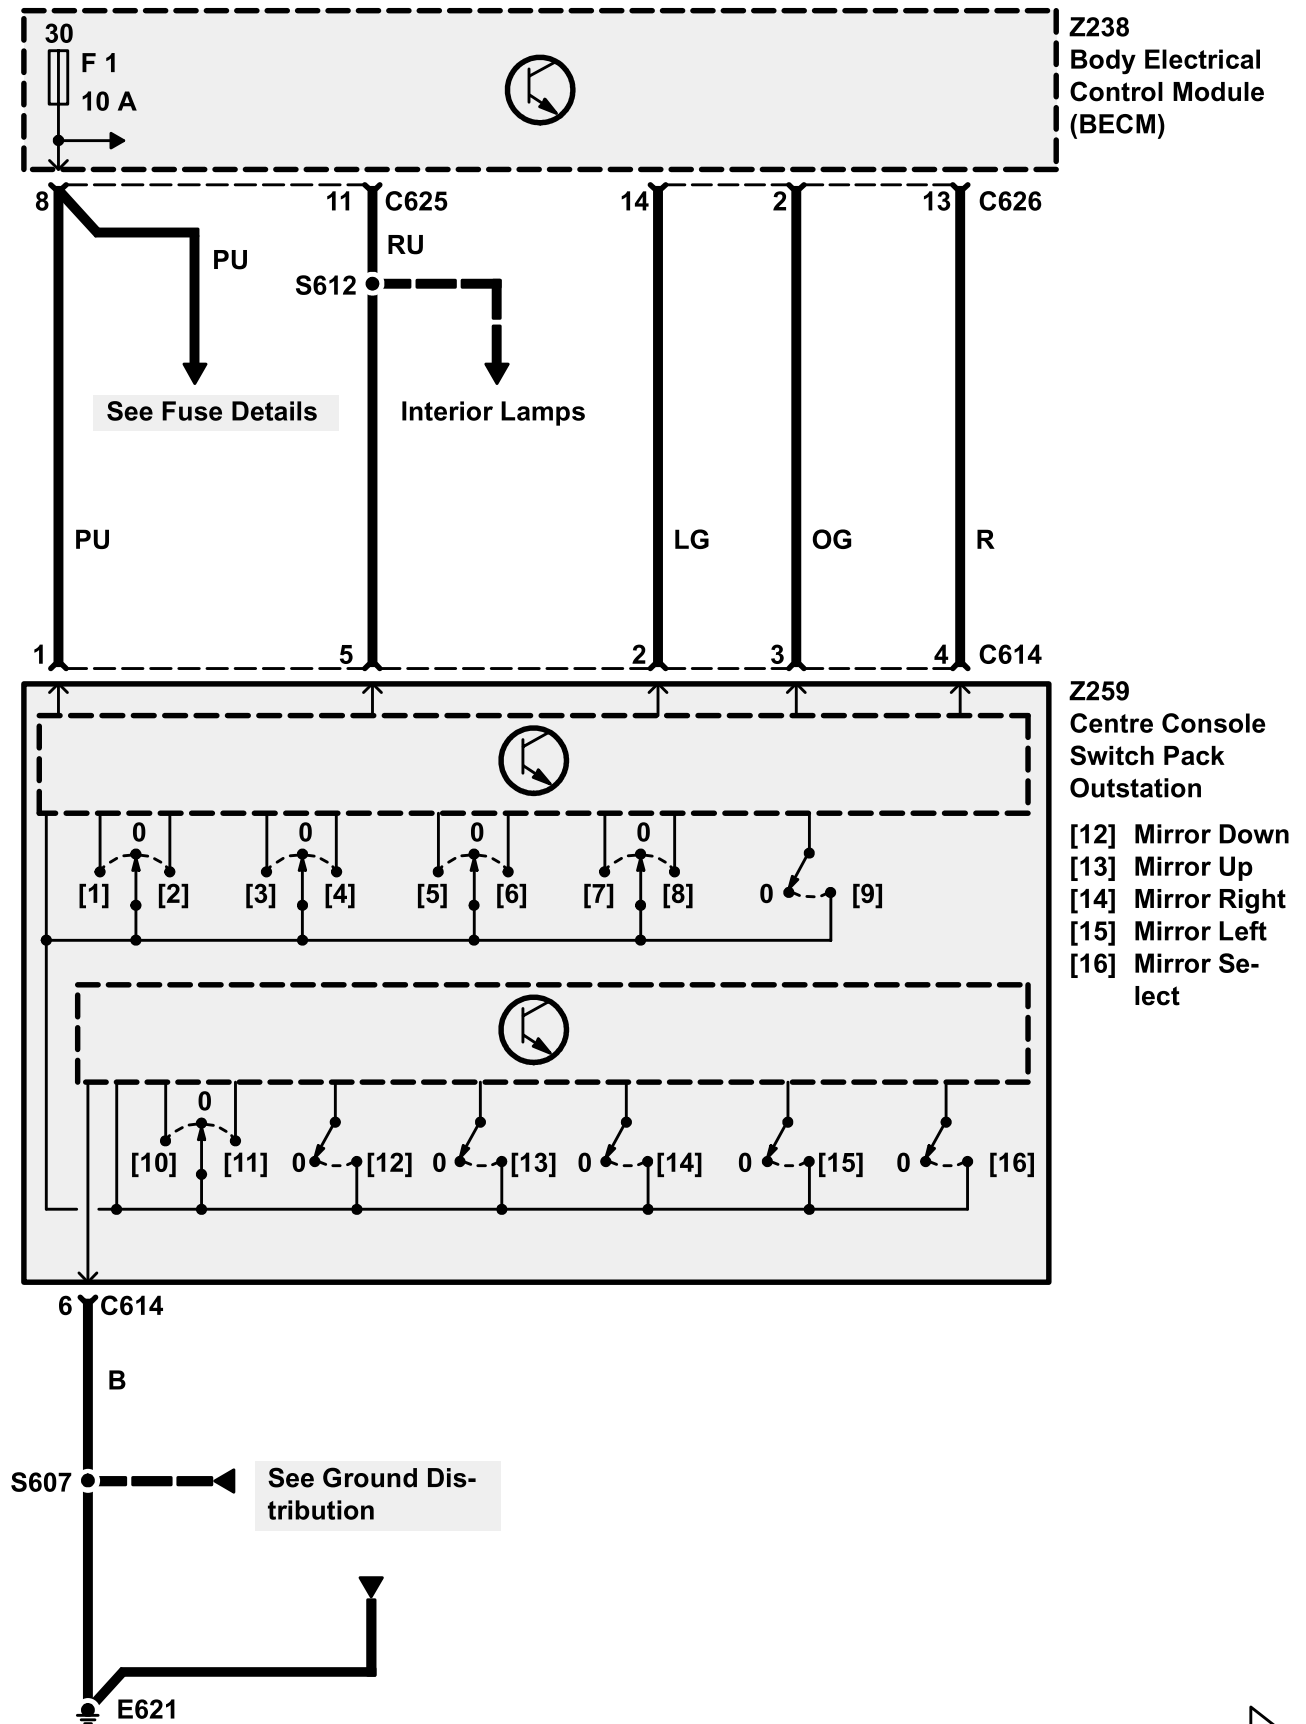 30
F 1
10 A
Z238
Body Electrical
Control Module
(BECM)
8
11
C625
14
2
13
C626
PU
RU
S612
See Fuse Details
Interior Lamps
PU
LG
OG
R
1
5
2
3
4
C614
Z259
Centre Console
Switch Pack
Outstation
[12] Mirror Down
[13] Mirror Up
[14] Mirror Right
[15] Mirror Left
[16] Mirror Se-
lect
0
0
0
0
[1]
[2]
[3]
[4]
[5]
[6]
[7]
[8]
0
[9]
0
[10]
[11]
0
[12]
0
[13]
0
[14]
0
[15]
0
[16]
6
C614
B
S607
See Ground Dis-
tribution
E621